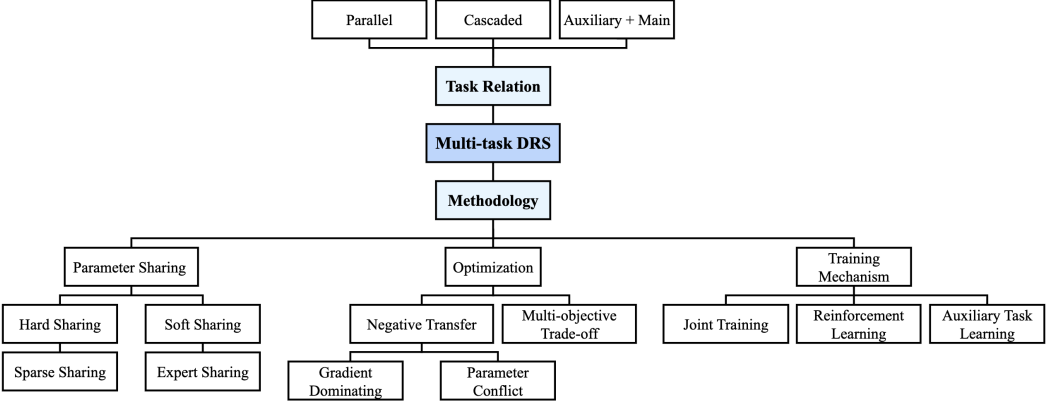 Parallel
Cascaded
Auxiliary + Main
Task Relation
Multi-task DRS
Methodology
Parameter Sharing
Optimization
Training
Mechanism
Hard Sharing
Soft Sharing
Negative Transfer
Multi-objective
Trade-off
Joint Training
Reinforcement
Learning
Auxiliary Task
Learning
Sparse Sharing
Expert Sharing
Gradient
Dominating
Parameter
Conflict